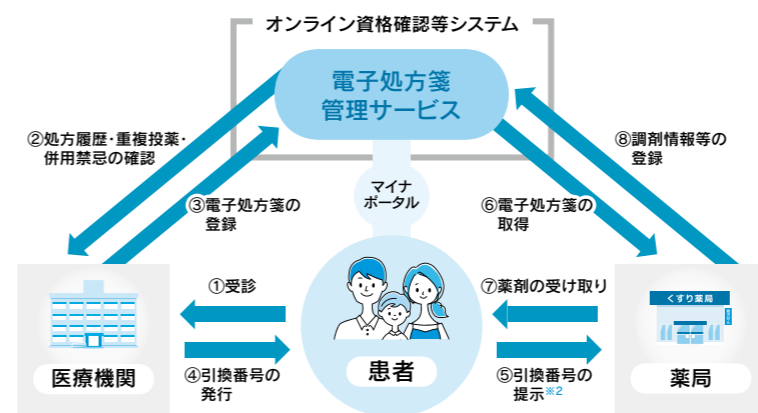 オンライン資格確認等システム
電子処方箋
管理サービス
②処方履歴・重複投薬・
併用禁忌の確認
⑧調剤情報等の
登録
マイナ
ポータル
③電子処方箋の
登録
⑥電子処方箋の
取得
①受診
⑦薬剤の受け取り
くすり薬局
医療機関
④引換番号の
発行
患者
⑤引換番号の
提示※2
薬局